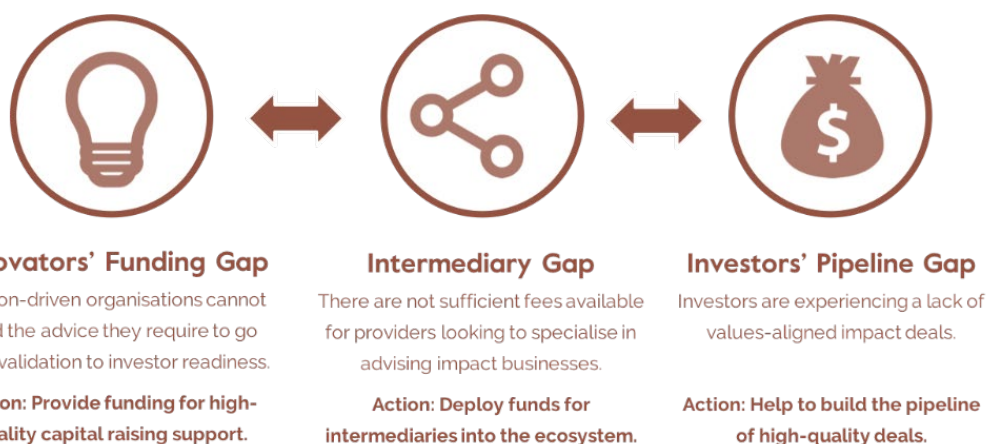 ovators' Funding Gap
on-driven organisations cannot
d the advice they require to go
validation to investor readiness.
on: Provide funding for high-
ality capital raising support.
Intermediary Gap
There are not sufficient fees available
for providers looking to specialise in
advising impact businesses.
Action: Deploy funds for
intermediaries into the ecosystem.
$
Investors' Pipeline Gap
Investors are experiencing a lack of
values-aligned impact deals.
Action: Help to build the pipeline
of high-quality deals.